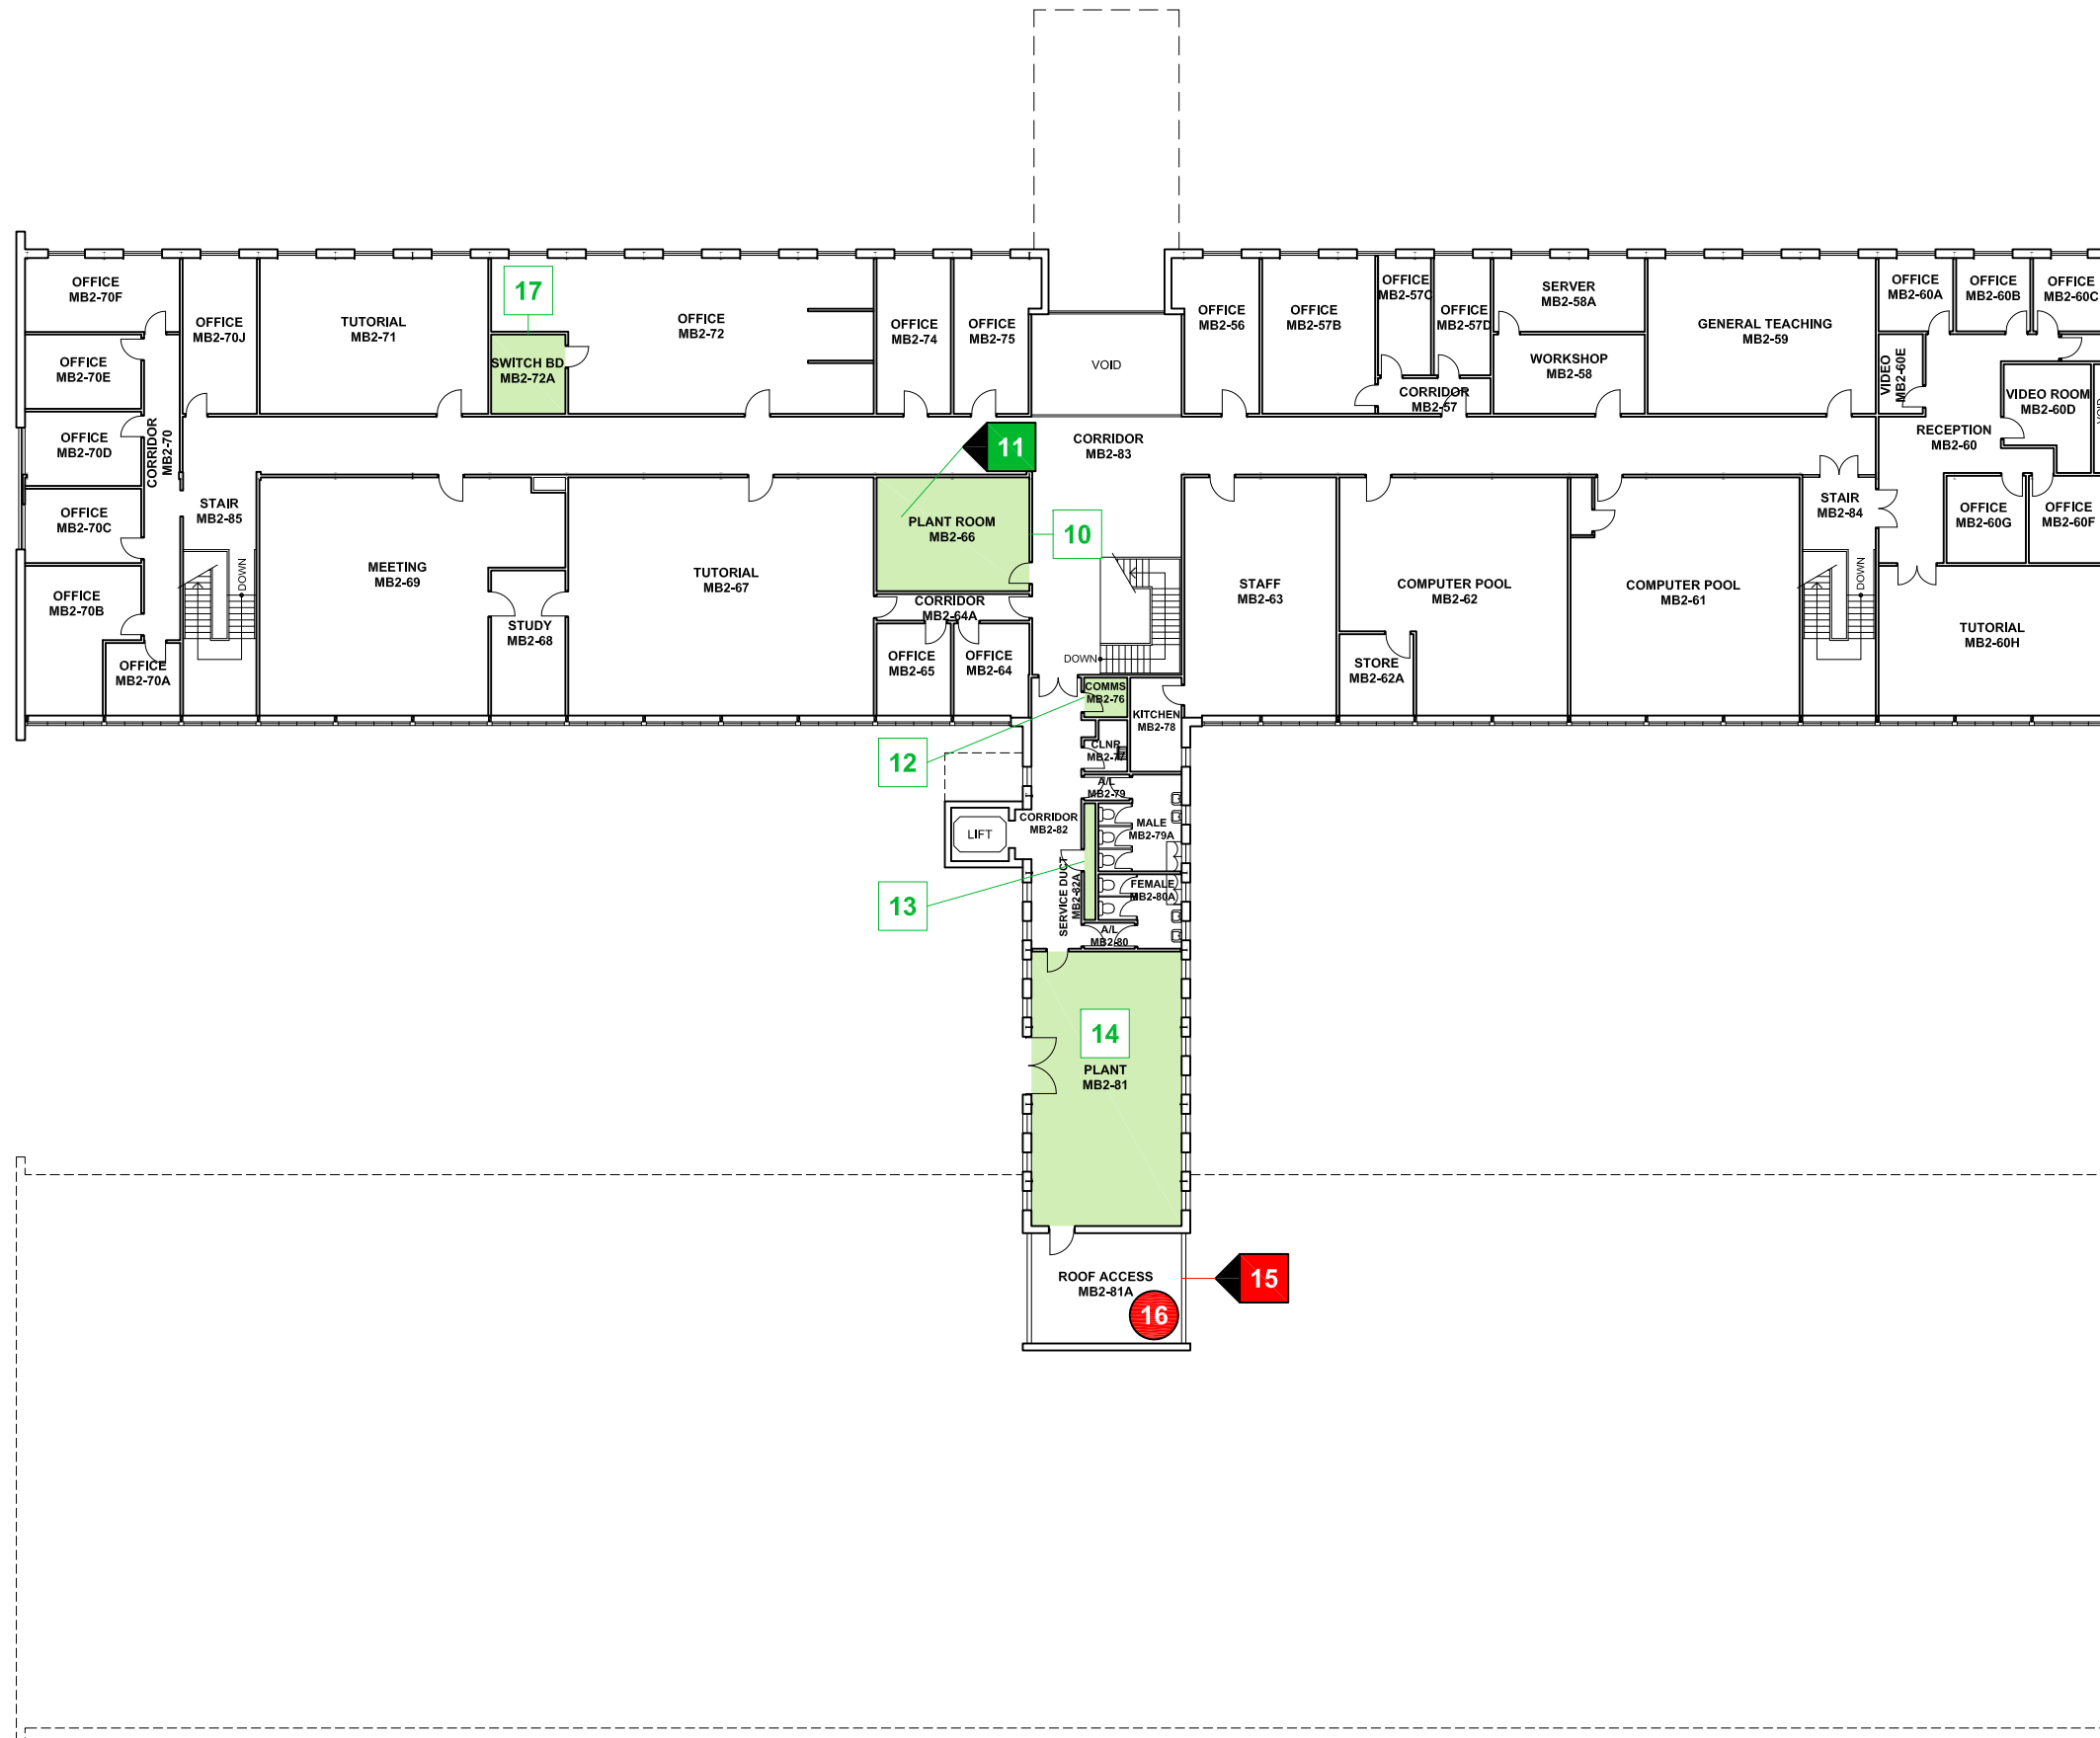 OFFICE
MB2-70F
OFFICE
MB2-70E
OFFICE
MB2-70D
OFFICE
MB2-70C
OFFICE
MB2-70B
OFFICE
MB2-70A
CORRIDOR
MB2-70
OFFICE
MB2-70J
STAIR
MB2-85
DOWN
TUTORIAL
MB2-71
17
SWITCH BD
MB2-72A
OFFICE
MB2-72
OFFICE
MB2-74
OFFICE
MB2-75
VOID
OFFICE
MB2-56
OFFICE
MB2-57B
OFFICE
MB2-57C
OFFICE
MB2-57D
CORRIDOR
MB2-57
SERVER
MB2-58A
WORKSHOP
MB2-58
GENERAL TEACHING
MB2-59
OFFICE
MB2-60A
OFFICE
MB2-60B
OFFICE
MB2-60C
VIDEO
MB2-60E
VIDEO ROOM
MB2-60D
VOID
RECEPTION
MB2-60
OFFICE
MB2-60G
OFFICE
MB2-60F
STAIR
MB2-84
DOWN
TUTORIAL
MB2-60H
CORRIDOR
MB2-83
11
10
MEETING
MB2-69
STUDY
MB2-68
TUTORIAL
MB2-67
PLANT ROOM
MB2-66
CORRIDOR
MB2-64A
OFFICE
MB2-65
OFFICE
MB2-64
DOWN
STAFF
MB2-63
COMPUTER POOL
MB2-62
STORE
MB2-62A
COMPUTER POOL
MB2-61
COMMS
MB2-76
KITCHEN
MB2-78
12
CLNR
MB2-77
A/L
MB2-79
LIFT
CORRIDOR
MB2-82
MALE
MB2-79A
13
SERVICE DUCT
MB2-82A
FEMALE
MB2-80A
A/L
MB2-80
14
PLANT
MB2-81
ROOF ACCESS
MB2-81A
15
16